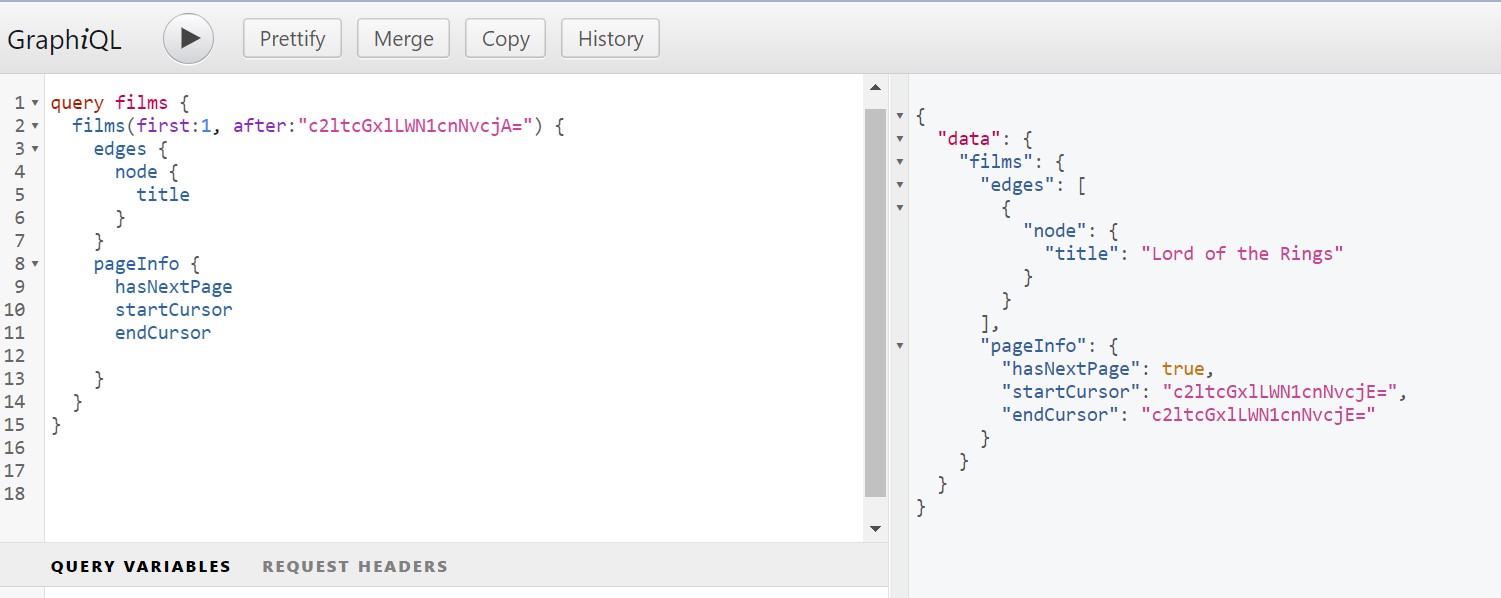 GraphiQL Prettify Merge Copy History
1 query films {
2 films(first:1, after:"c2ltcGxlLWN1cnNvcjA=") {
3 edges {
4 node {
5 title
6 }
7 }
8 pageInfo {
9 hasNextPage
10 startCursor
11 endCursor
12
13 }
14 }
15 }
16
17
18
QUERY VARIABLES REQUEST HEADERS
{
"data": {
"films": {
"edges": [
{
"node": {
"title": "Lord of the Rings"
}
}
],
"pageInfo": {
"hasNextPage": true,
"startCursor": "c2ltcGxlLWN1cnNvcjE=",
"endCursor": "c2ltcGxlLWN1cnNvcjE="
}
}
}
}